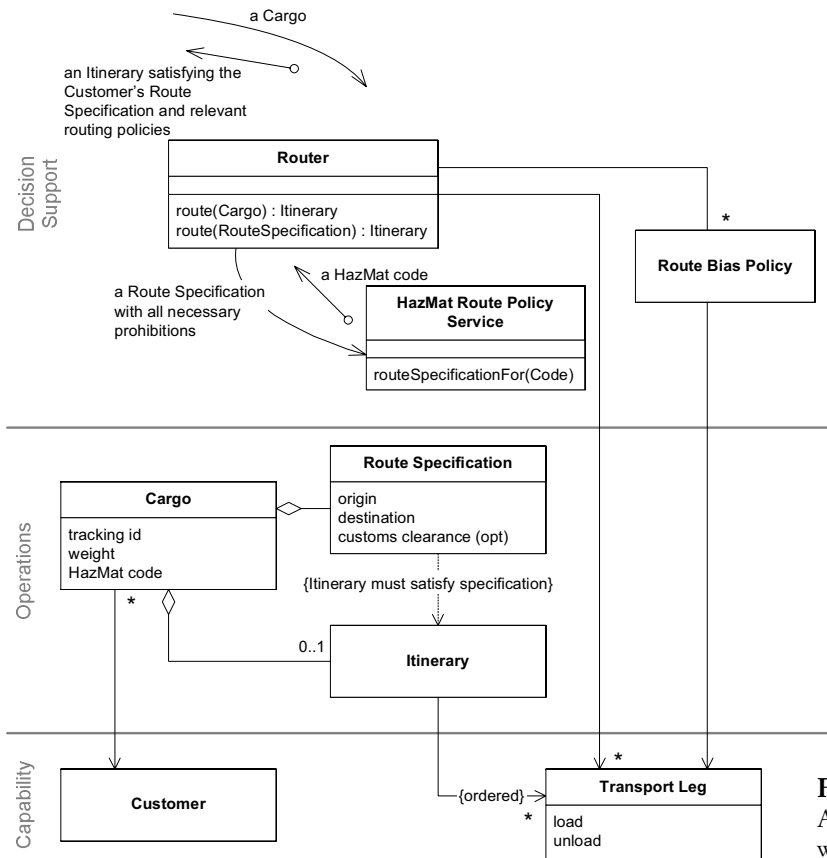 a Cargo
an Itinerary satisfying the
Customer's Route
Specification and relevant
routing policies
Decision
Support
Router
route(Cargo) : Itinerary
route(RouteSpecification) : Itinerary
*
Route Bias Policy
a HazMat code
a Route Specification
with all necessary
prohibitions
HazMat Route Policy
Service
routeSpecificationFor(Code)
Operations
Route Specification
origin
destination
customs clearance (opt)
Cargo
tracking id
weight
HazMat code
*
{Itinerary must satisfy specification}
0..1
Itinerary
Capability
Customer
{ordered}
*
*
Transport Leg
load
unload
F
A
w